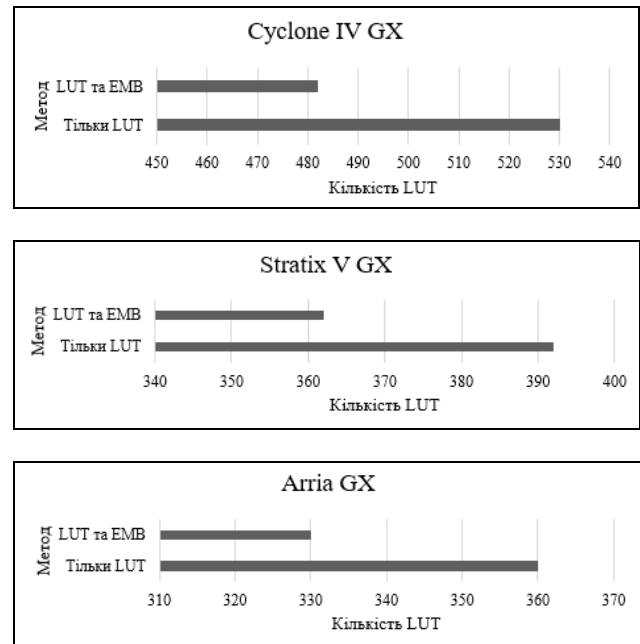 Cyclone IV GX
Метод
LUT та EMB
Тільки LUT
450 460 470 480 490 500 510 520 530 540
Кількість LUT
Stratix V GX
Метод
LUT та EMB
Тільки LUT
340 350 360 370 380 390 400
Кількість LUT
Arria GX
Метод
LUT та EMB
Тільки LUT
310 320 330 340 350 360 370
Кількість LUT